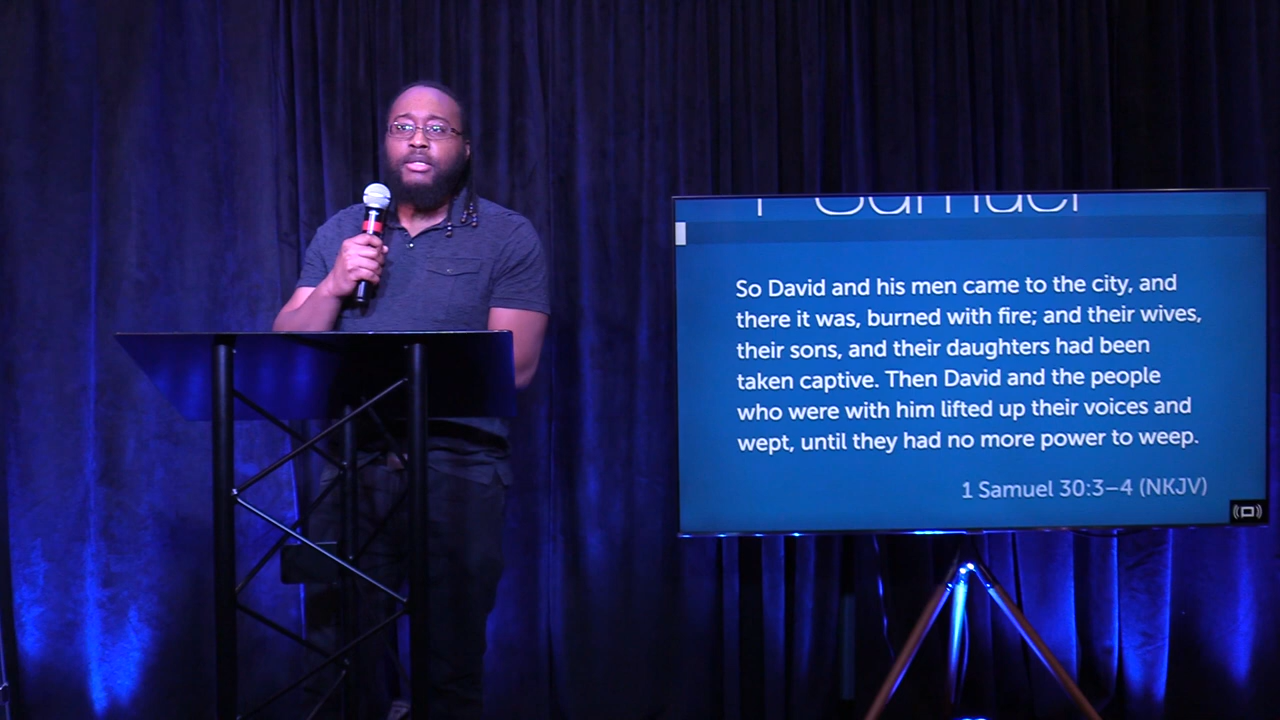 1 Samuel
So David and his men came to the city, and
there it was, burned with fire; and their wives,
their sons, and their daughters had been
taken captive. Then David and the people
who were with him lifted up their voices and
wept, until they had no more power to weep.
1 Samuel 30:3–4 (NKJV)